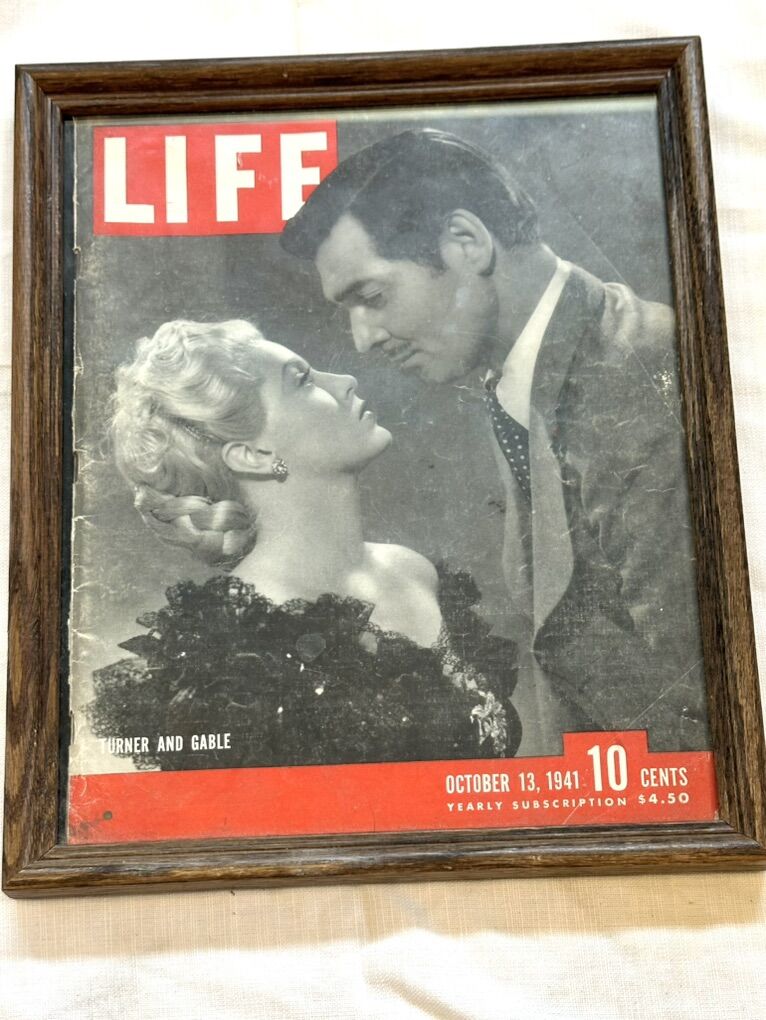 LIFE
TURNER AND GABLE
OCTOBER 13, 1941 10 CENTS
YEARLY SUBSCRIPTION $4.50